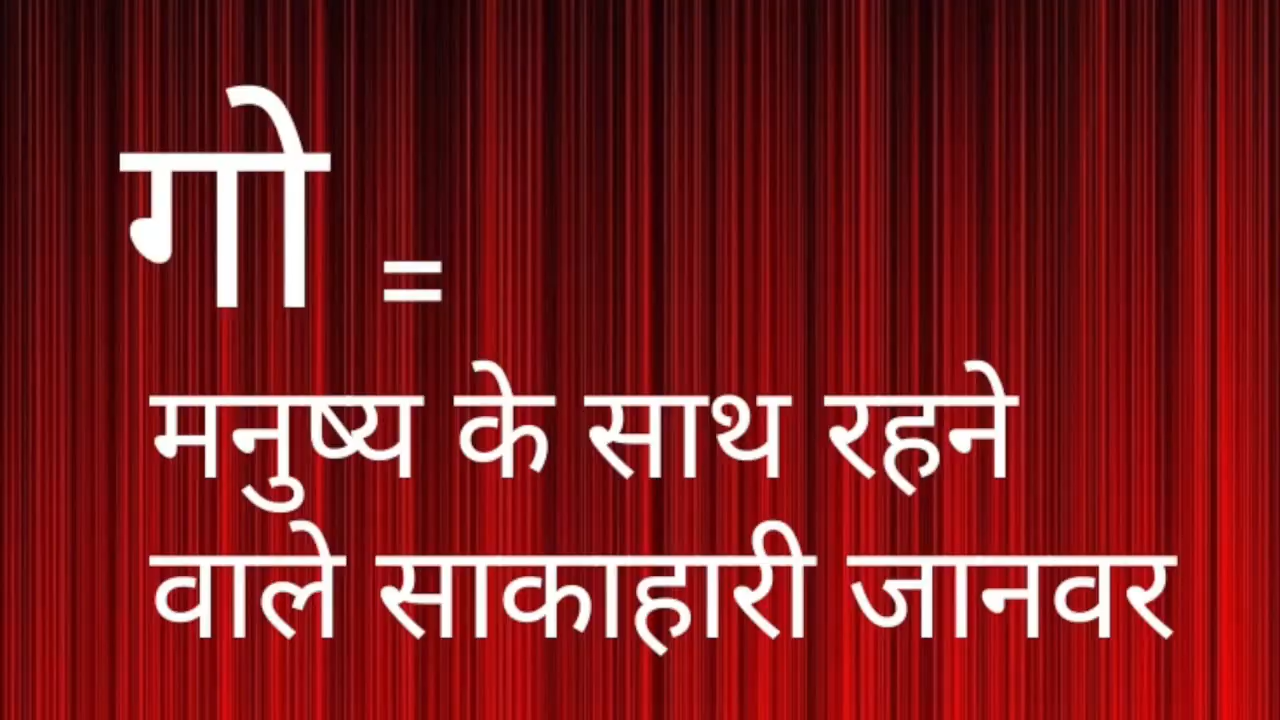 गो =
मनुष्य के साथ रहने
वाले साकाहारी जानवर